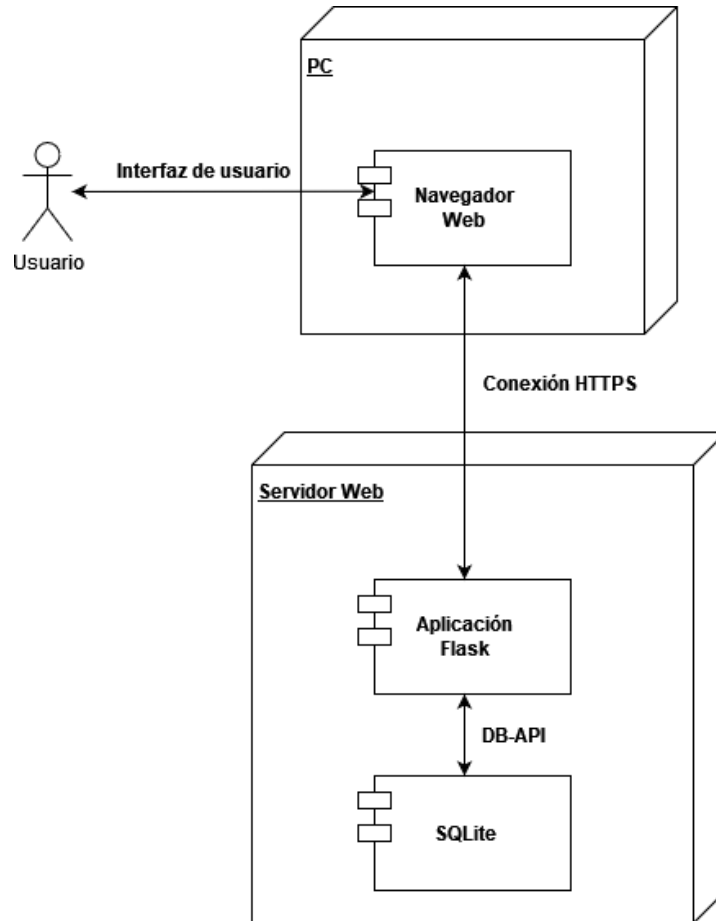 PC
Interfaz de usuario
Navegador
Web
Usuario
Conexión HTTPS
Servidor Web
Aplicación
Flask
DB-API
SQLite